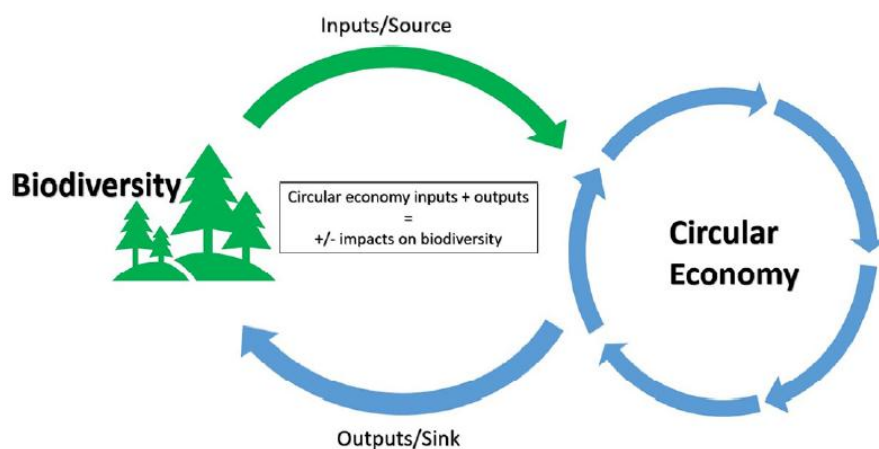 Inputs/Source
Biodiversity
Circular economy inputs + outputs
=
+/- impacts on biodiversity
Circular
Economy
Outputs/Sink